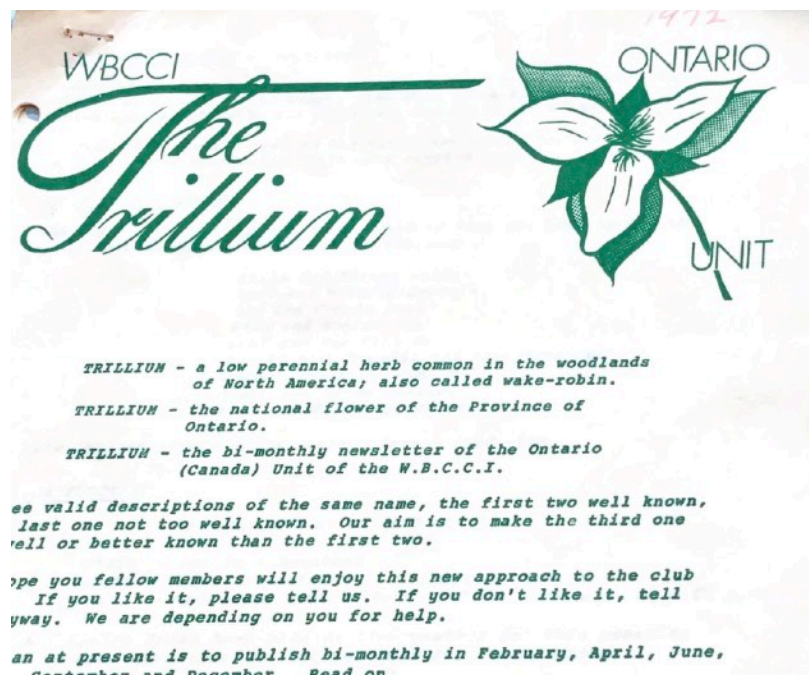 1972
WBCCI
ONTARIO
The
Trillium
UNIT
TRILLIUM - a low perennial herb common in the woodlands
of North America; also called wake-robin.
TRILLIUM - the national flower of the Province of
Ontario.
TRILLIUM - the bi-monthly newsletter of the Ontario
(Canada) Unit of the W.B.C.C.I.
ee valid descriptions of the same name, the first two well known,
last one not too well known. Our aim is to make the third one
ell or better known than the first two.
ope you fellow members will enjoy this new approach to the club
If you like it, please tell us. If you don't like it, tell
yway. We are depending on you for help.
an at present is to publish bi-monthly in February, April, June,
September and December. Read on